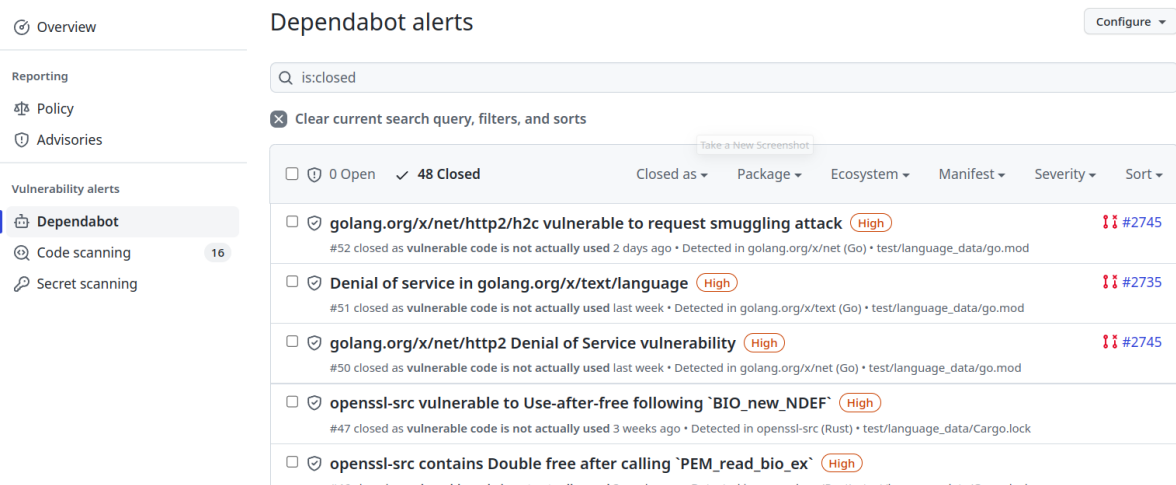 Overview
Reporting
Policy
Advisories
Vulnerability alerts
Dependabot
Code scanning 16
Secret scanning
Dependabot alerts
Configure
is:closed
Clear current search query, filters, and sorts
Take a New Screenshot
0 Open 48 Closed Closed as Package Ecosystem Manifest Severity Sort
golang.org/x/net/http2/h2c vulnerable to request smuggling attack High #2745
#52 closed as vulnerable code is not actually used 2 days ago • Detected in golang.org/x/net (Go) • test/language_data/go.mod
Denial of service in golang.org/x/text/language High #2735
#51 closed as vulnerable code is not actually used last week • Detected in golang.org/x/text (Go) • test/language_data/go.mod
golang.org/x/net/http2 Denial of Service vulnerability High #2745
#50 closed as vulnerable code is not actually used last week • Detected in golang.org/x/net (Go) • test/language_data/go.mod
openssl-src vulnerable to Use-after-free following `BIO_new_NDEF` High
#47 closed as vulnerable code is not actually used 3 weeks ago • Detected in openssl-src (Rust) • test/language_data/Cargo.lock
openssl-src contains Double free after calling `PEM_read_bio_ex` High